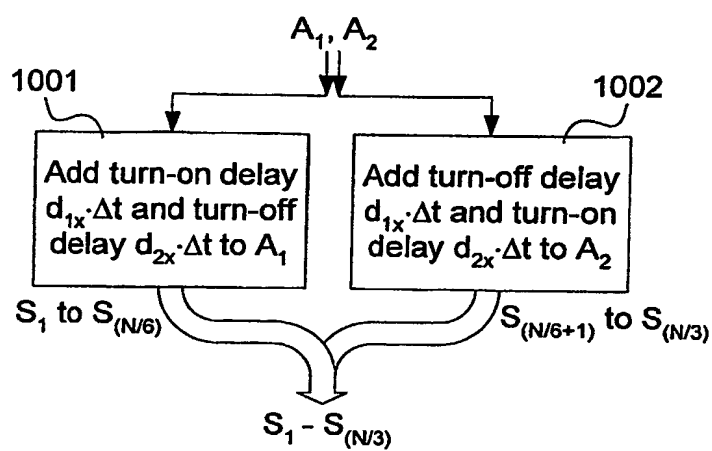 A₁, A₂
1001
1002
Add turn-on delay
d₁ₓ·Δt and turn-off
delay d₂ₓ·Δt to A₁
Add turn-off delay
d₁ₓ·Δt and turn-on
delay d₂ₓ·Δt to A₂
S₁ to S₍N/6₎
S₍N/6+1₎ to S₍N/3₎
S₁ - S₍N/3₎